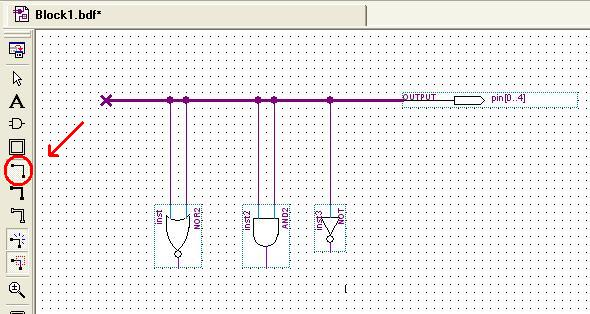 Block1.bdf*
A
OUTPUT
pin[0..4]
inst
NOR2
inst2
AND2
inst3
NOT